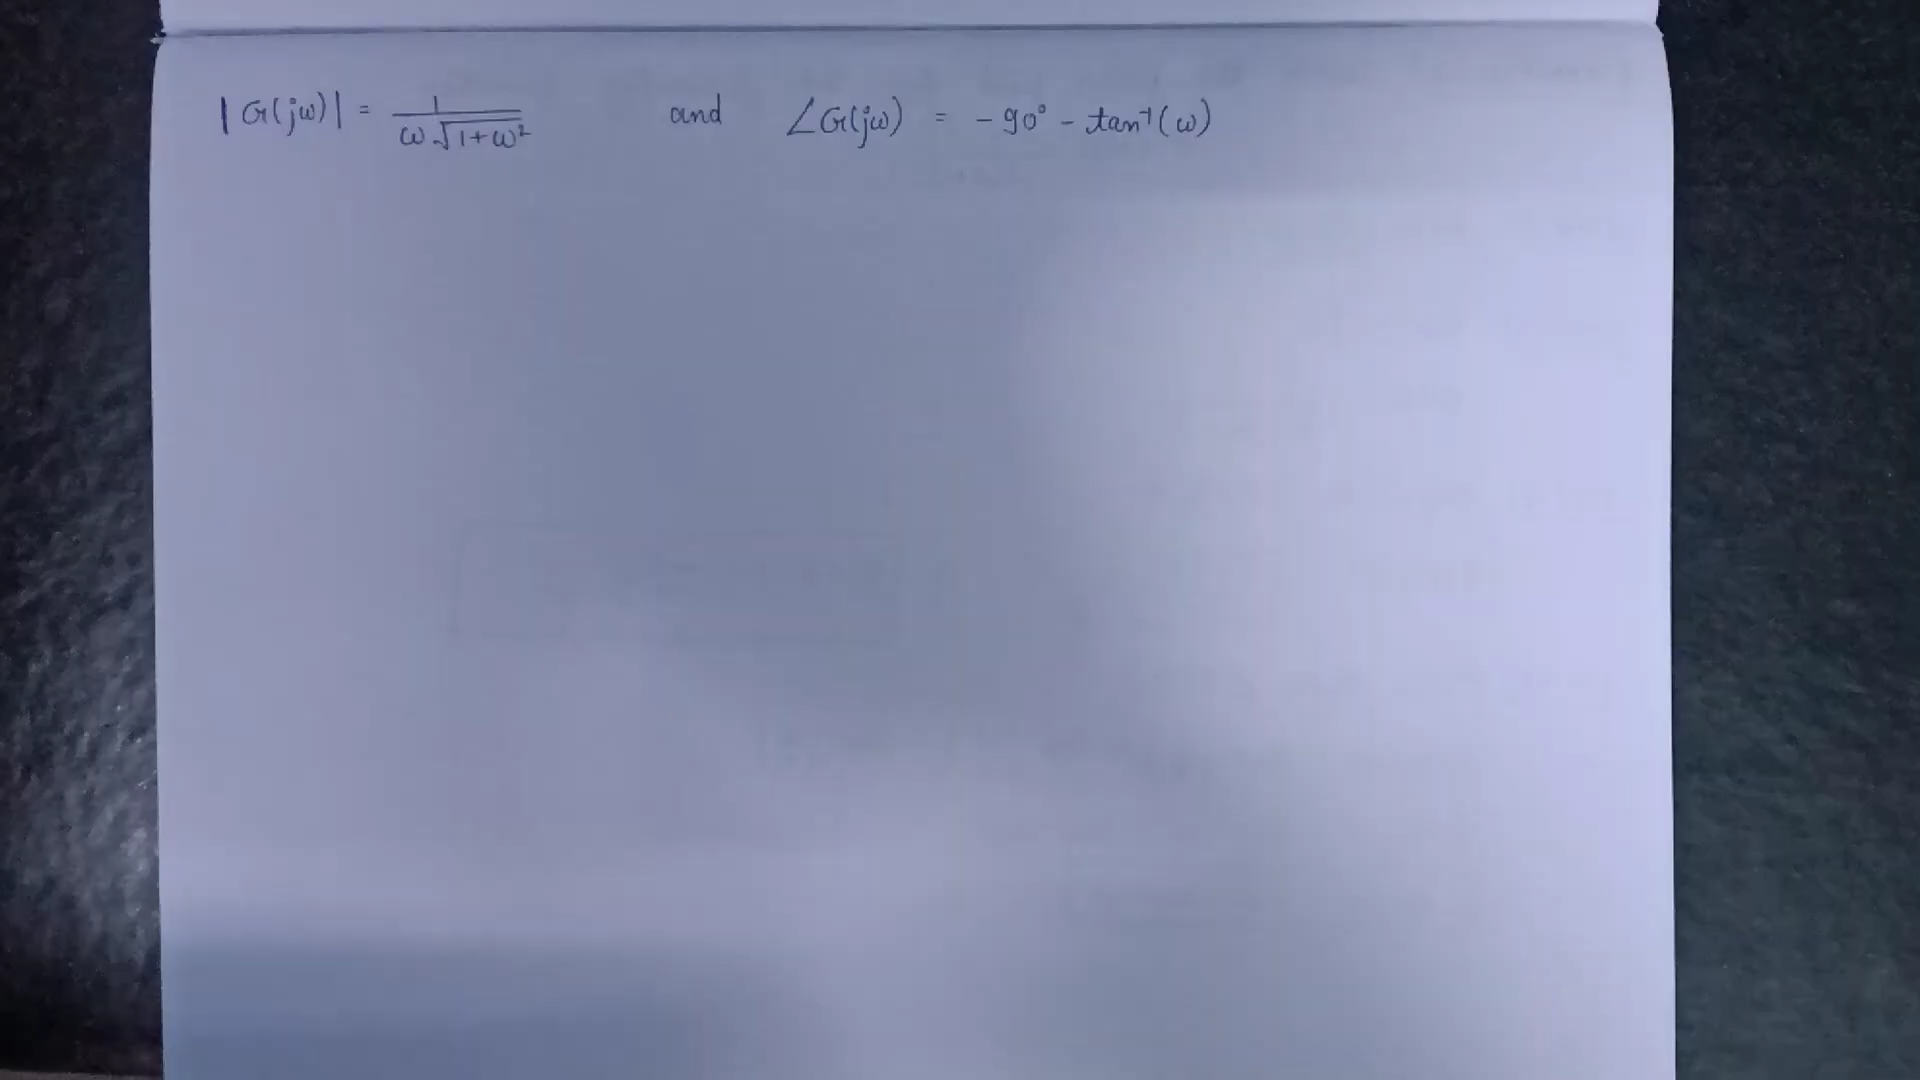 |G(jω)| = 1/(ω√(1+ω²)) and ∠G(jω) = -90° - tan⁻¹(ω)